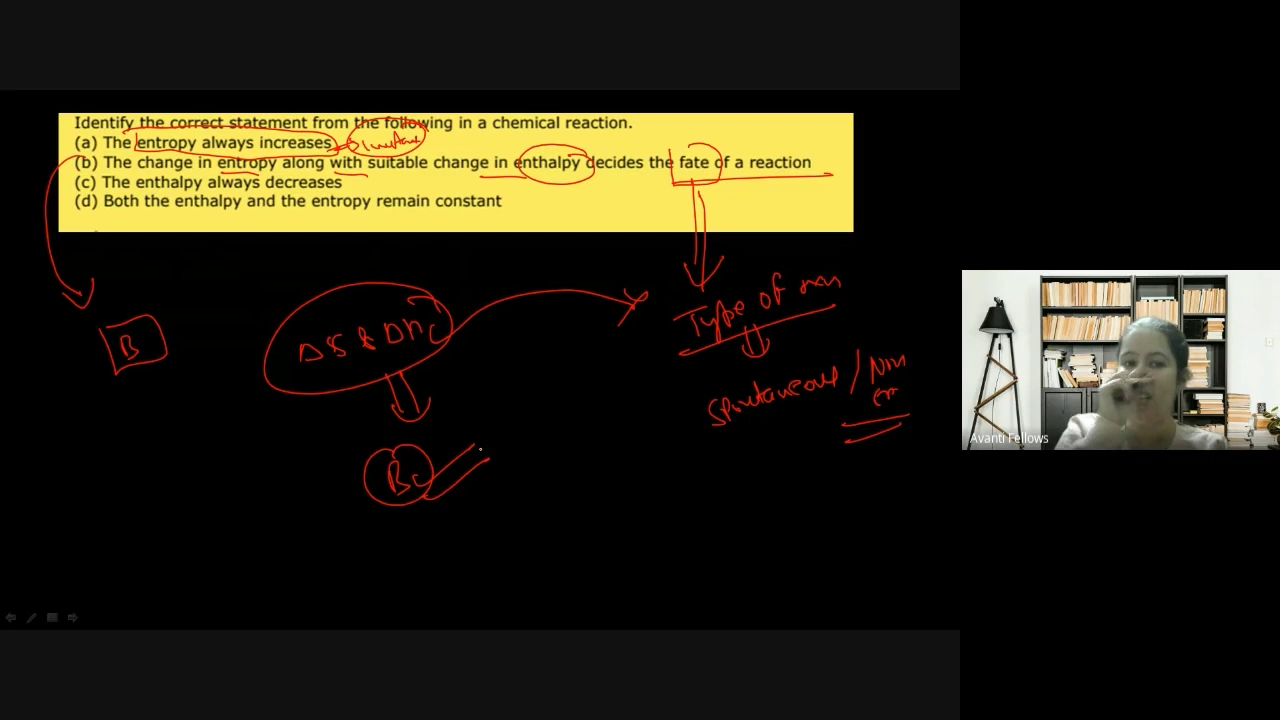 Identify the correct statement from the following in a chemical reaction.
(a) The entropy always increases
(b) The change in entropy along with suitable change in enthalpy decides the fate of a reaction
(c) The enthalpy always decreases
(d) Both the enthalpy and the entropy remain constant
B
ΔS & ΔH
Type of rxn
Spontaneous / Non
B
Avanti Fellows